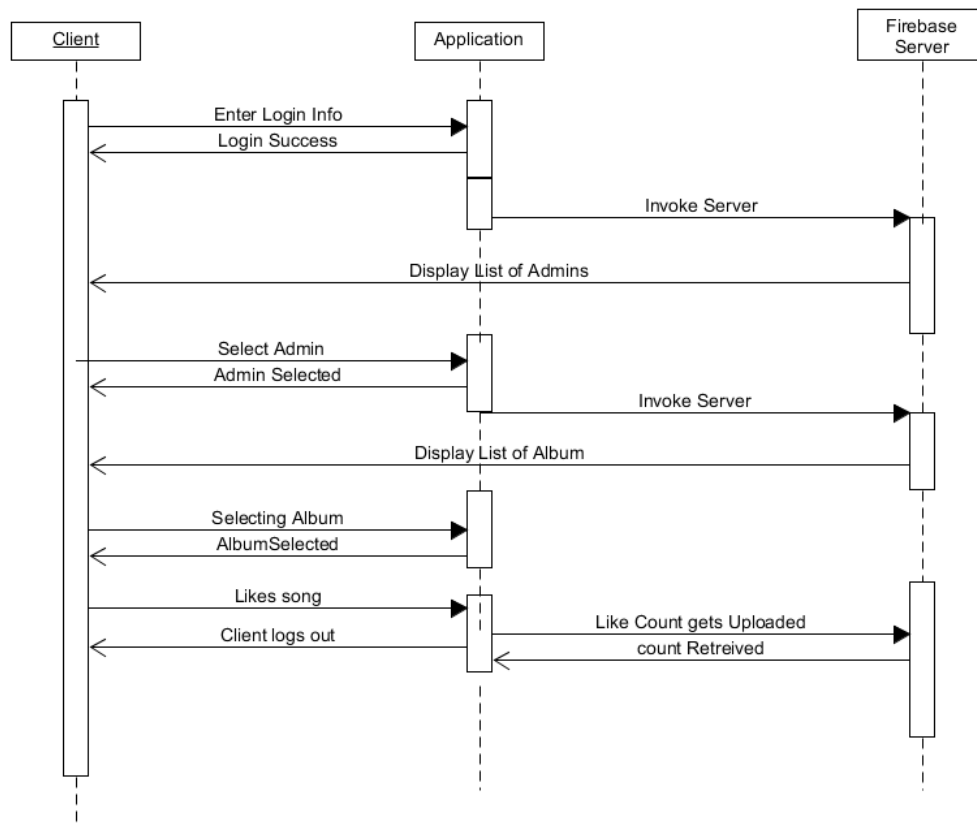 Client
Application
Firebase
Server
Enter Login Info
Login Success
Invoke Server
Display List of Admins
Select Admin
Admin Selected
Invoke Server
Display List of Album
Selecting Album
AlbumSelected
Likes song
Like Count gets Uploaded
Client logs out
count Retreived